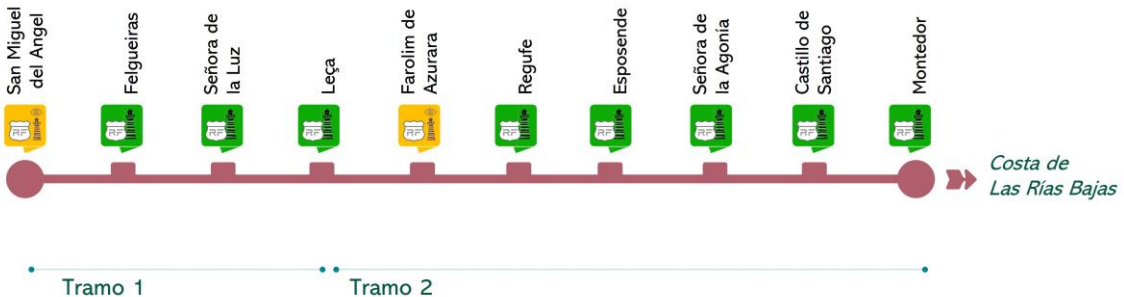 San Miguel
del Angel
Felgueiras
Señora de
la Luz
Leça
Farolim de
Azurara
Regufe
Esposende
Señora de
la Agonía
Castillo de
Santiago
Montedor
Costa de
Las Rías Bajas
Tramo 1
Tramo 2